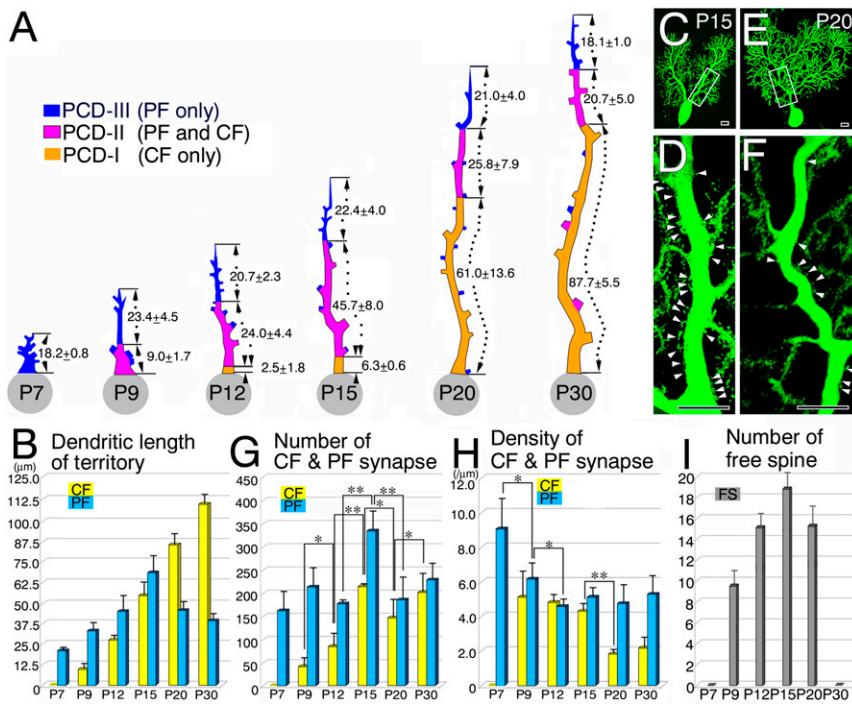 A
PCD-III (PF only)
PCD-II (PF and CF)
PCD-I (CF only)
18.2±0.8
P7
23.4±4.5
9.0±1.7
P9
20.7±2.3
24.0±4.4
2.5±1.8
P12
22.4±4.0
45.7±8.0
6.3±0.6
P15
21.0±4.0
25.8±7.9
61.0±13.6
P20
18.1±1.0
20.7±5.0
87.7±5.5
P30
C P15
E P20
D
F
B Dendritic length
of territory
(μm)
CF
PF
125.0
112.5
100.0
87.5
75.0
62.5
50.0
37.5
25.0
12.5
0
P7 P9 P12 P15 P20 P30
G Number of
CF & PF synapse
CF
PF
450
400
350
300
250
200
150
100
50
0
* ** ** ** * *
P7 P9 P12 P15 P20 P30
H Density of
CF & PF synapse
(/μm)
CF
PF
12.0
10.0
8.0
6.0
4.0
2.0
0
* * **
P7 P9 P12 P15 P20 P30
I Number of
free spine
FS
20
18
16
14
12
10
8
6
4
2
0
P7 P9 P12 P15 P20 P30